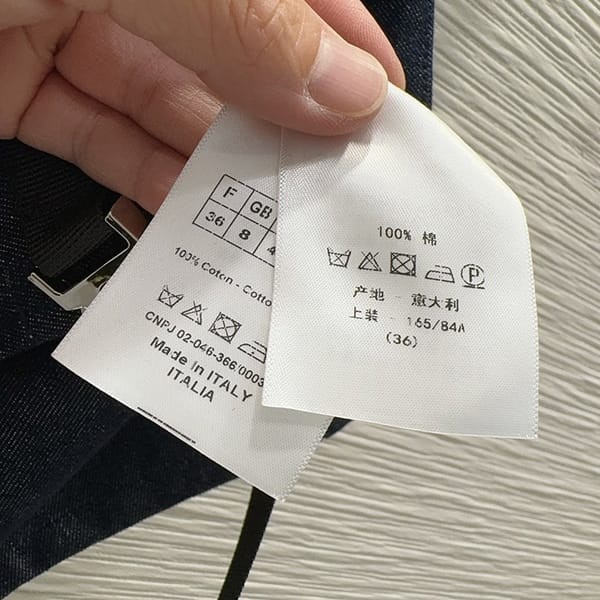 F GB
36 8 4
100% Coton - Cotto
CNPJ 02-046-366/0003
Made in ITALY
ITALIA
100% 棉
P
产地 - 意大利
上装 - 165/84A
(36)